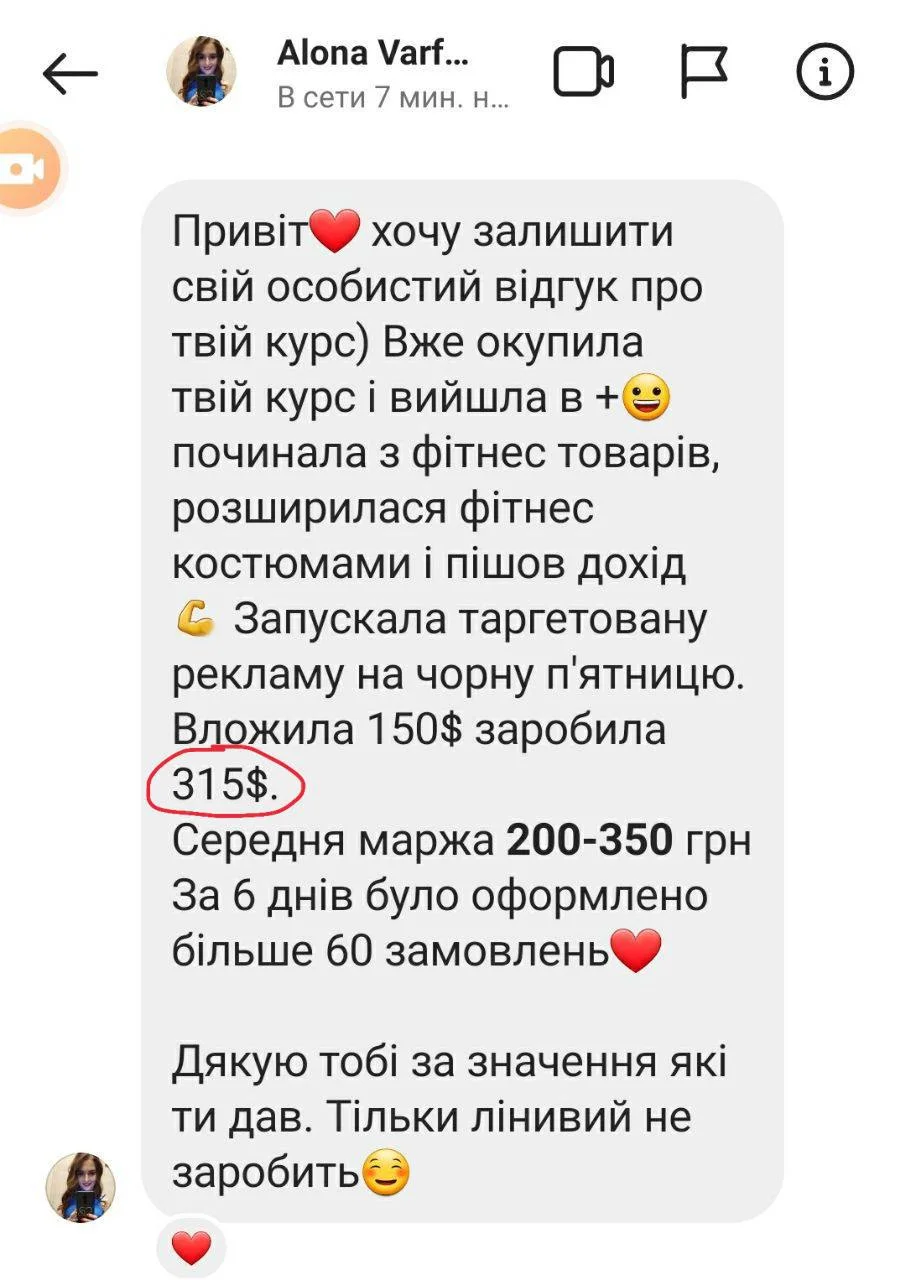 Alona Varf...
В сети 7 мин. н...
Привіт❤️ хочу залишити
свій особистий відгук про
твій курс) Вже окупила
твій курс і вийшла в +😀
починала з фітнес товарів,
розширилася фітнес
костюмами і пішов дохід
💪 Запускала таргетовану
рекламу на чорну п'ятницю.
Вложила 150$ заробила
315$.
Середня маржа 200-350 грн
За 6 днів було оформлено
більше 60 замовлень❤️
Дякую тобі за значення які
ти дав. Тільки лінивий не
заробить☺️